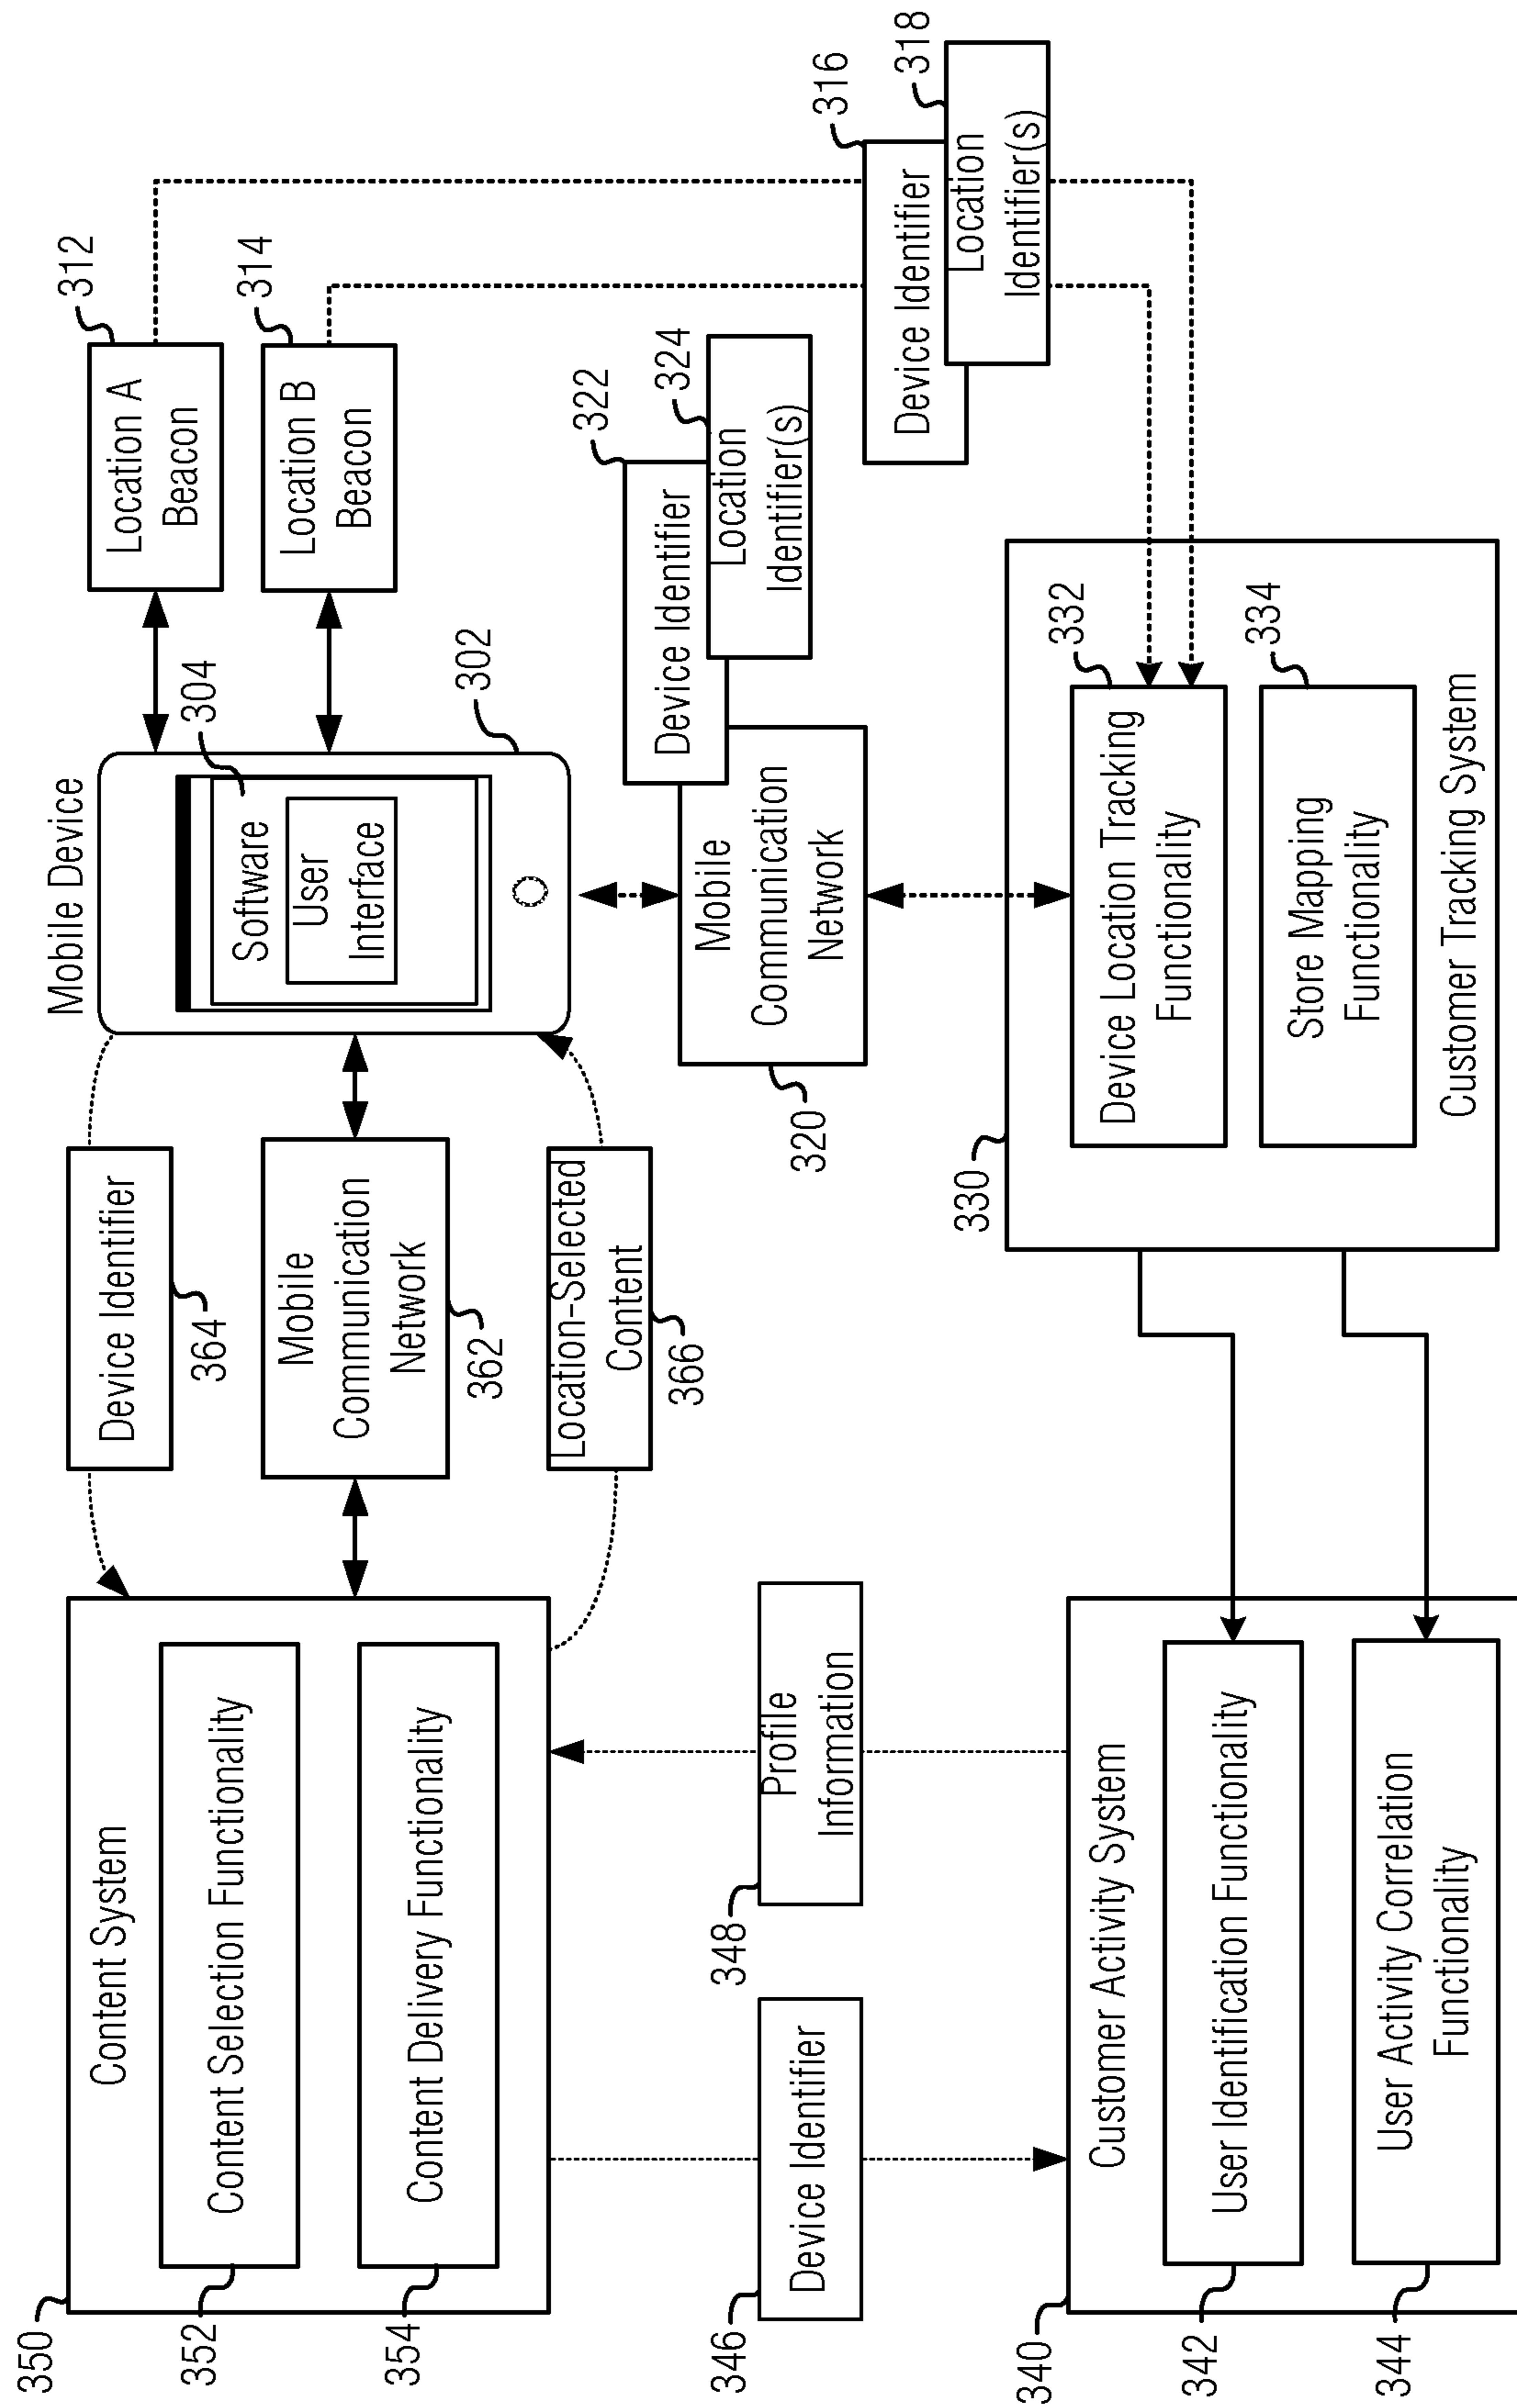 350
Content System
352
Content Selection Functionality
354
Content Delivery Functionality
Device Identifier
364
Mobile
Communication
Network
362
Location-Selected
Content
366
Mobile Device
304
Software
User
Interface
302
312
Location A
Beacon
314
Location B
Beacon
346
Device Identifier
348
Profile
Information
320
Mobile
Communication
Network
322
Device Identifier
324
Location
Identifier(s)
316
Device Identifier
318
Location
Identifier(s)
340
Customer Activity System
342
User Identification Functionality
344
User Activity Correlation
Functionality
330
332
Device Location Tracking
Functionality
334
Store Mapping
Functionality
Customer Tracking System